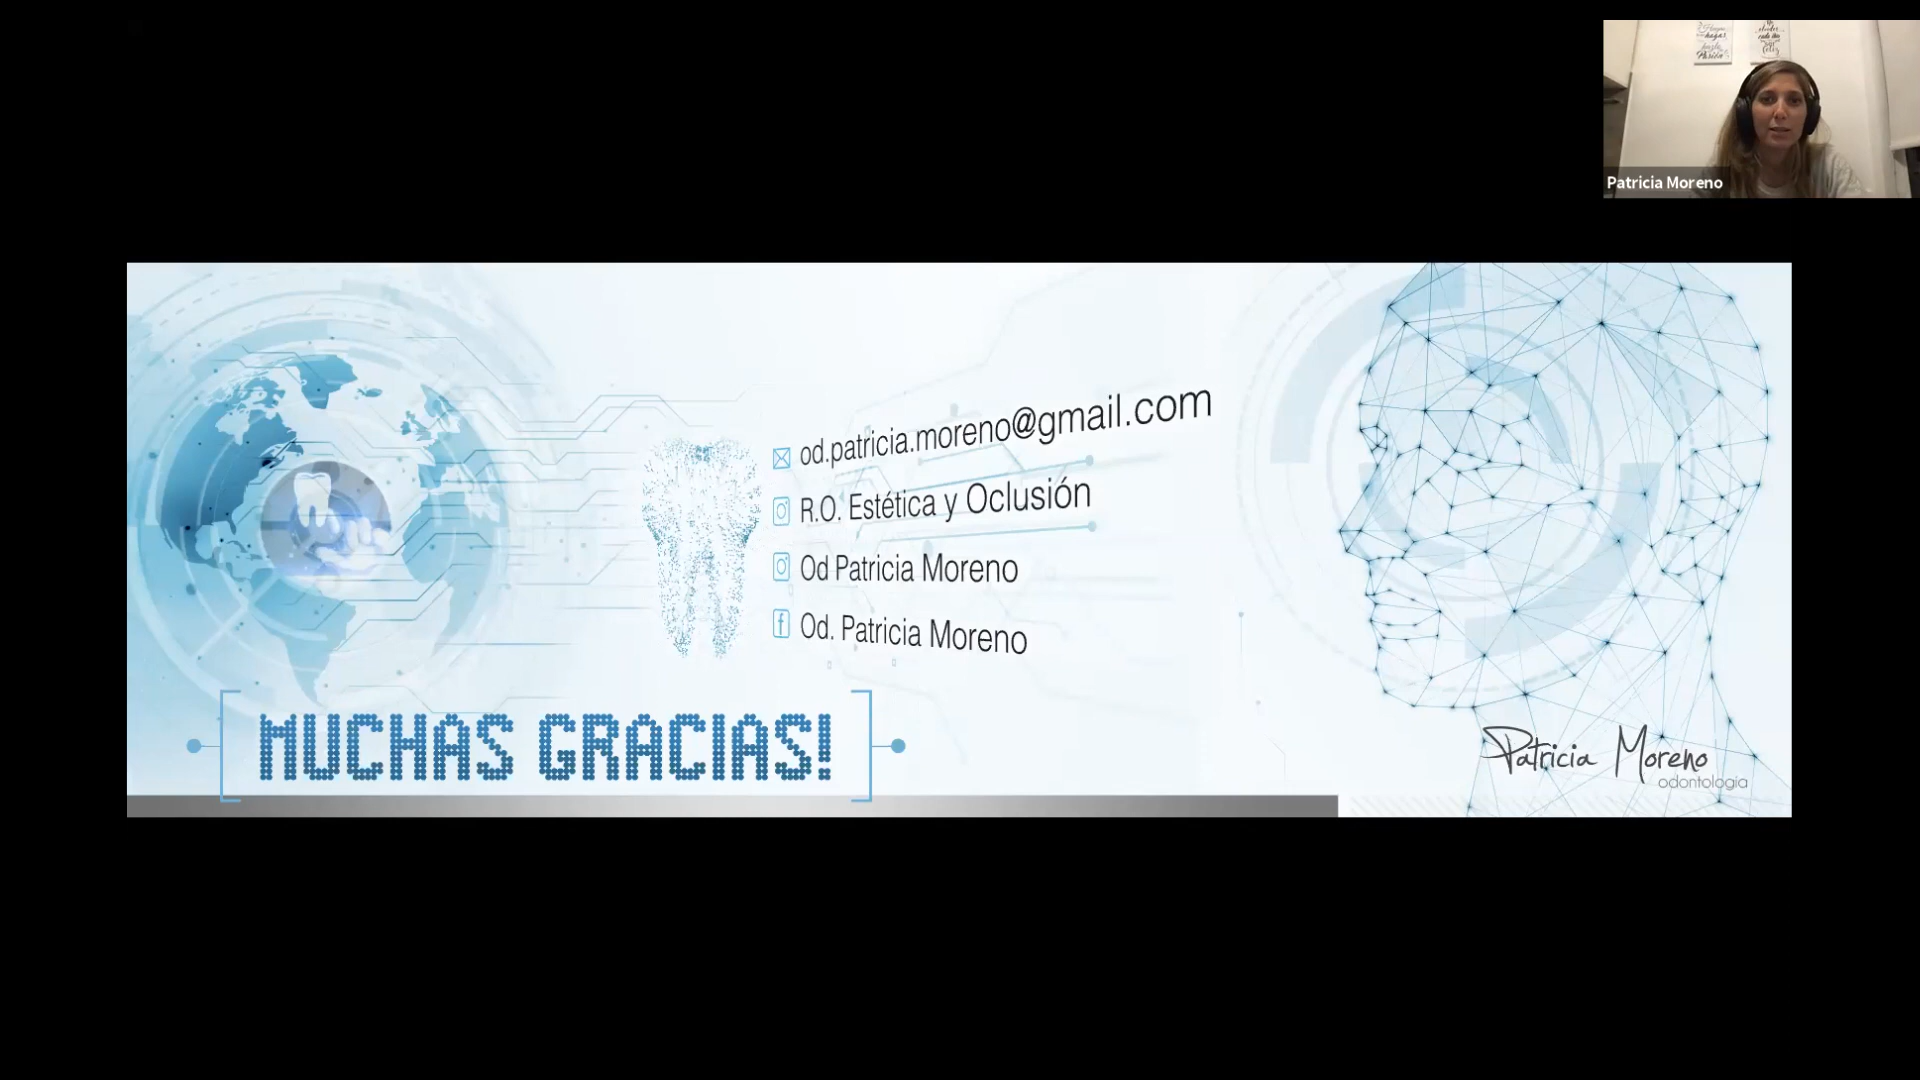 Patricia Moreno
od.patricia.moreno@gmail.com
R.O. Estética y Oclusión
Od Patricia Moreno
Od. Patricia Moreno
MUCHAS GRACIAS!
Patricia Moreno
odontologia